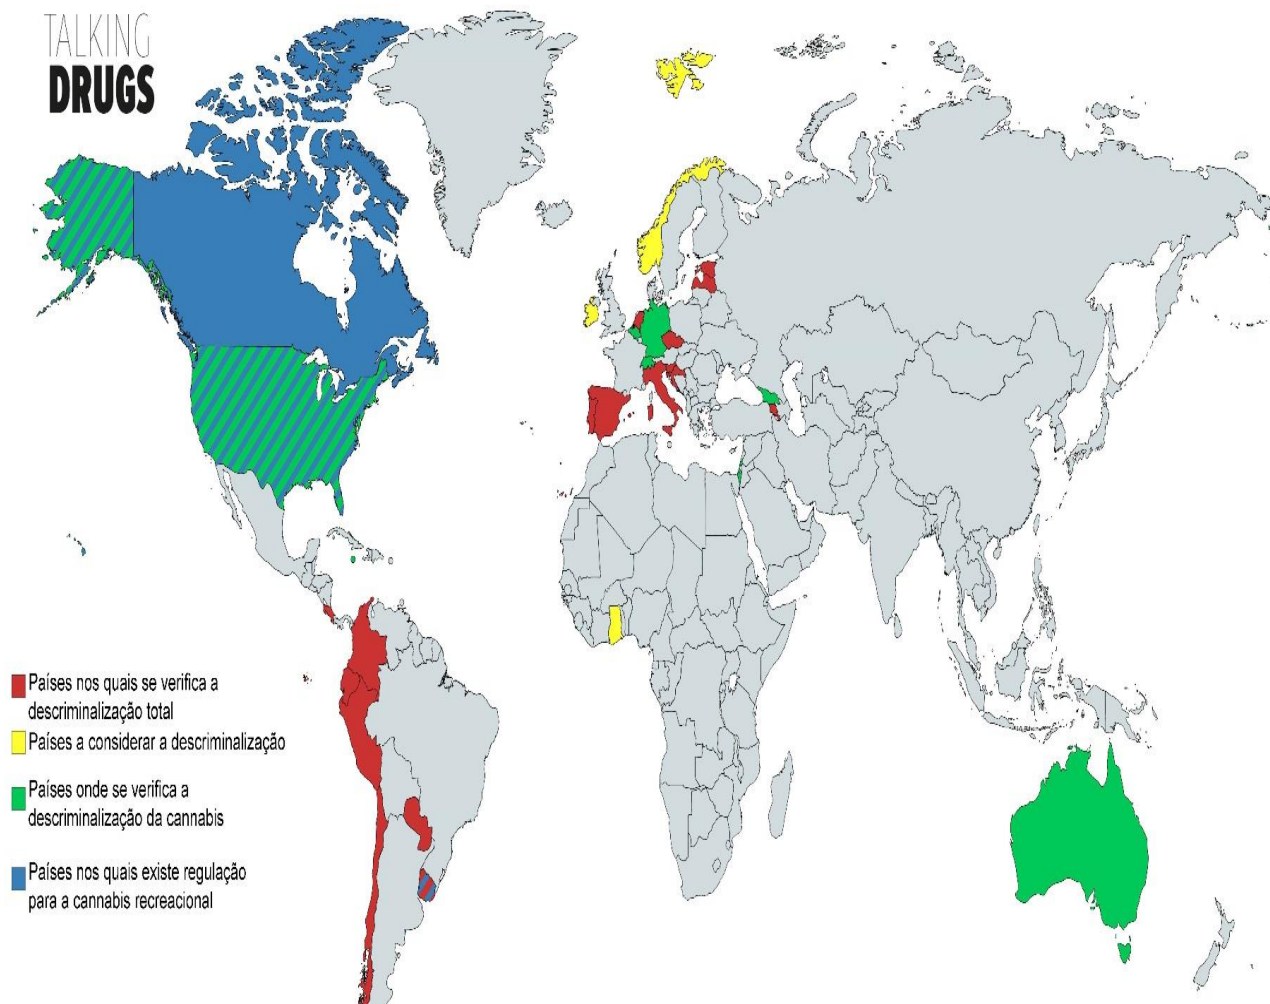 TALKING
DRUGS
Países nos quais se verifica a
descriminalização total
Países a considerar a descriminalização
Países onde se verifica a
descriminalização da cannabis
Países nos quais existe regulação
para a cannabis recreacional